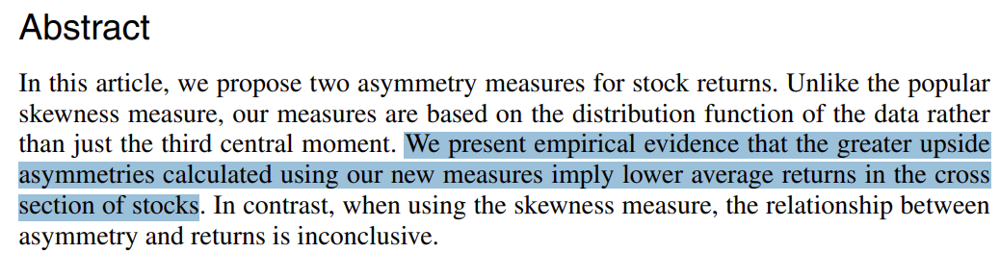 Abstract
In this article, we propose two asymmetry measures for stock returns. Unlike the popular
skewness measure, our measures are based on the distribution function of the data rather
than just the third central moment. We present empirical evidence that the greater upside
asymmetries calculated using our new measures imply lower average returns in the cross
section of stocks. In contrast, when using the skewness measure, the relationship between
asymmetry and returns is inconclusive.